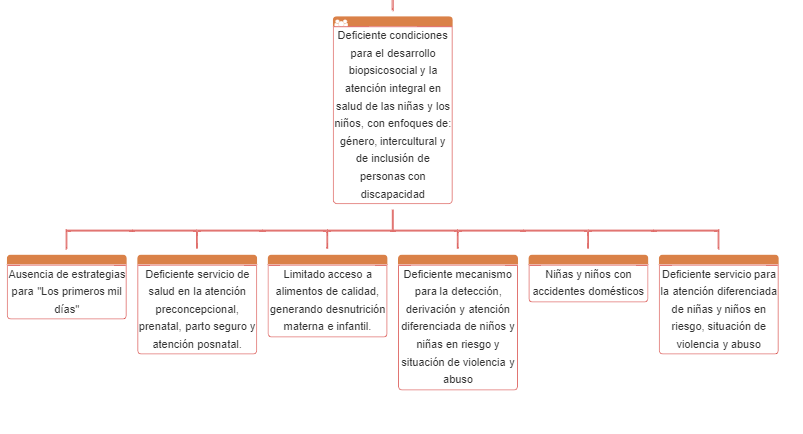 Deficiente condiciones
para el desarrollo
biopsicosocial y la
atención integral en
salud de las niñas y los
niños, con enfoques de:
género, intercultural y
de inclusión de
personas con
discapacidad
Ausencia de estrategias
para "Los primeros mil
días"
Deficiente servicio de
salud en la atención
preconcepcional,
prenatal, parto seguro y
atención posnatal.
Limitado acceso a
alimentos de calidad,
generando desnutrición
materna e infantil.
Deficiente mecanismo
para la detección,
derivación y atención
diferenciada de niños y
niñas en riesgo y
situación de violencia y
abuso
Niñas y niños con
accidentes domésticos
Deficiente servicio para
la atención diferenciada
de niñas y niños en
riesgo, situación de
violencia y abuso